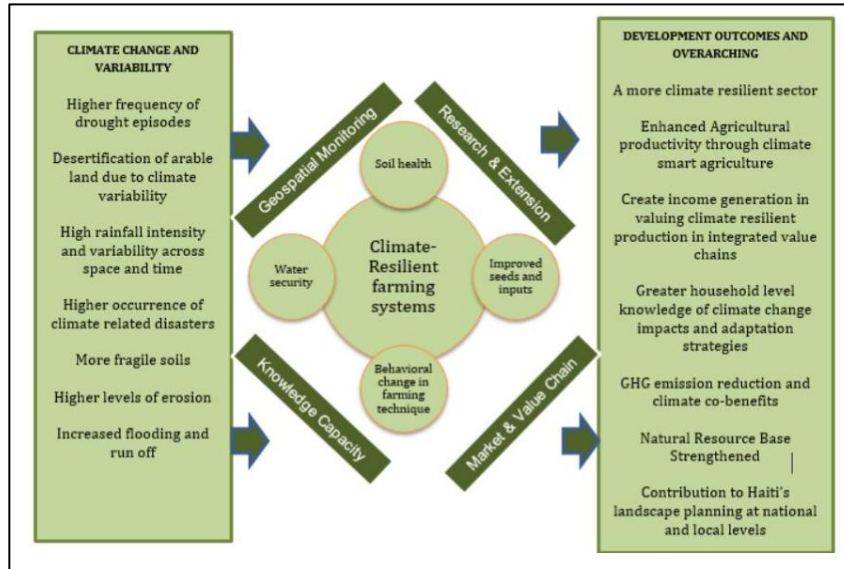 CLIMATE CHANGE AND
VARIABILITY
Higher frequency of
drought episodes
Desertification of arable
land due to climate
variability
High rainfall intensity
and variability across
space and time
Higher occurrence of
climate related disasters
More fragile soils
Higher levels of erosion
Increased flooding and
run off
Geospatial Monitoring
Research & Extension
Soil health
Water
security
Climate-
Resilient
farming
systems
Improved
seeds and
inputs
Behavioral
change in
farming
technique
Knowledge Capacity
Market & Value Chain
DEVELOPMENT OUTCOMES AND
OVERARCHING
A more climate resilient sector
Enhanced Agricultural
productivity through climate
smart agriculture
Create income generation in
valuing climate resilient
production in integrated value
chains
Greater household level
knowledge of climate change
impacts and adaptation
strategies
GHG emission reduction and
climate co-benefits
Natural Resource Base
Strengthened
Contribution to Haiti's
landscape planning at national
and local levels